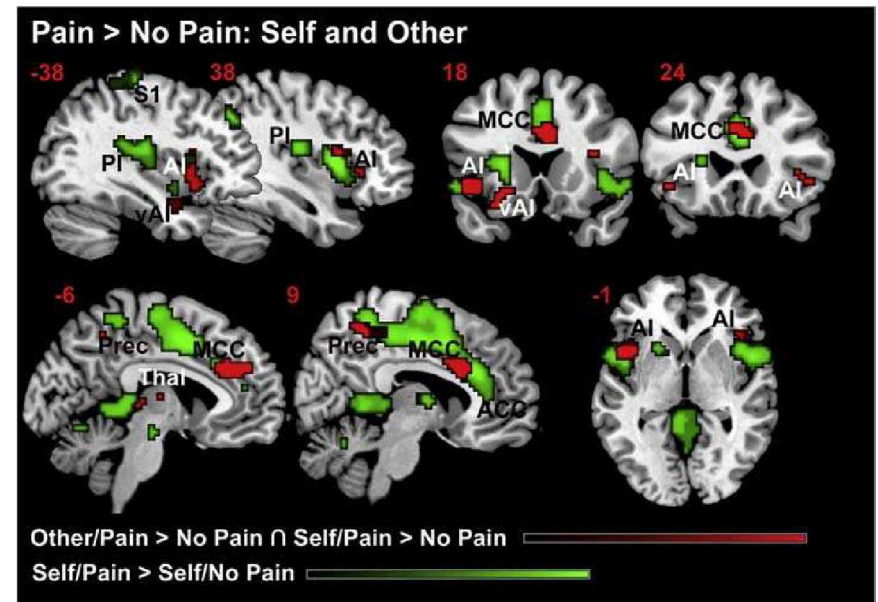 Pain > No Pain: Self and Other
-38 38 18 24
S1
PI AI vAI
PI AI
MCC AI vAI
MCC AI AI
-6 9 -1
Prec MCC Thal
Prec MCC ACC
AI AI
Other/Pain > No Pain ∩ Self/Pain > No Pain
Self/Pain > Self/No Pain